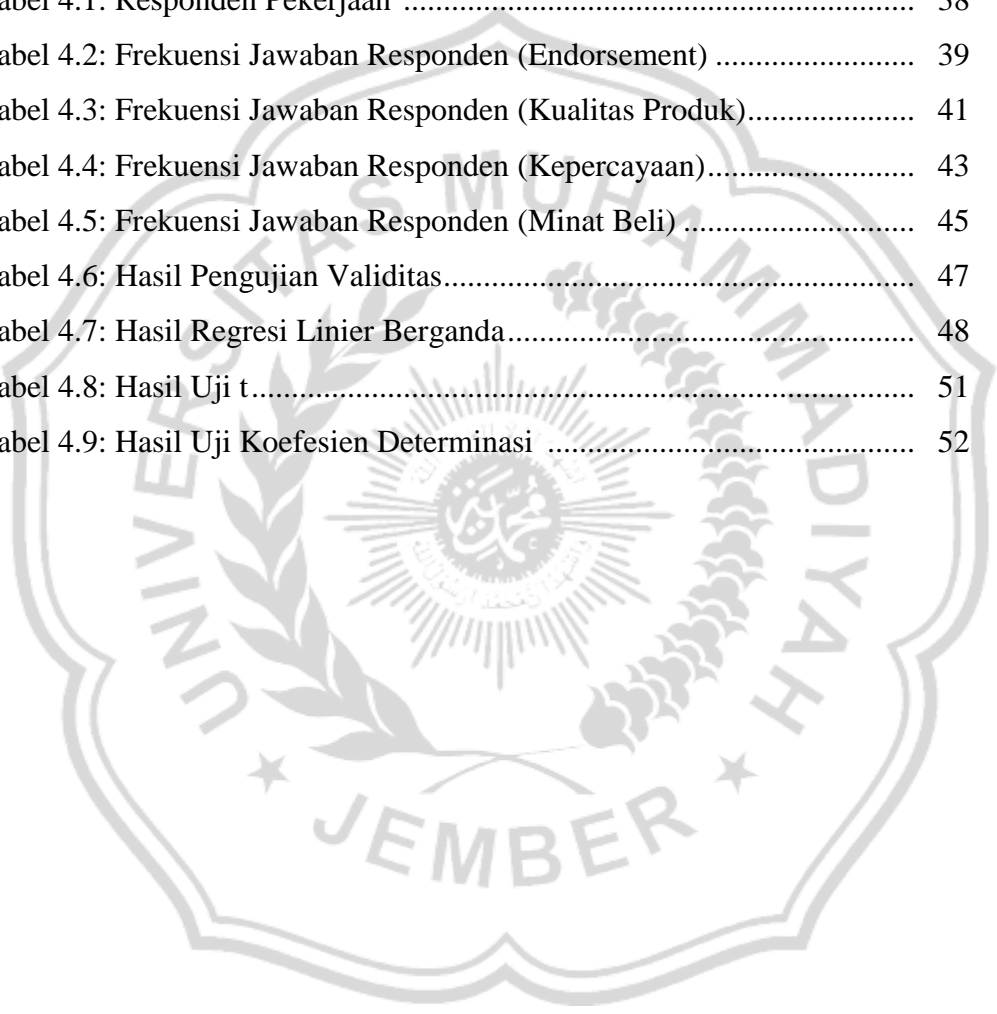 abel 4.1: Responden Pekerjaan ................................................................ 38
abel 4.2: Frekuensi Jawaban Responden (Endorsement) ........................ 39
abel 4.3: Frekuensi Jawaban Responden (Kualitas Produk).................... 41
abel 4.4: Frekuensi Jawaban Responden (Kepercayaan)......................... 43
abel 4.5: Frekuensi Jawaban Responden (Minat Beli) ............................ 45
abel 4.6: Hasil Pengujian Validitas......................................................... 47
abel 4.7: Hasil Regresi Linier Berganda................................................. 48
abel 4.8: Hasil Uji t................................................................................ 51
abel 4.9: Hasil Uji Koefesien Determinasi ............................................ 52
UNIVERSITAS MUHAMMADIYAH
JEMBER